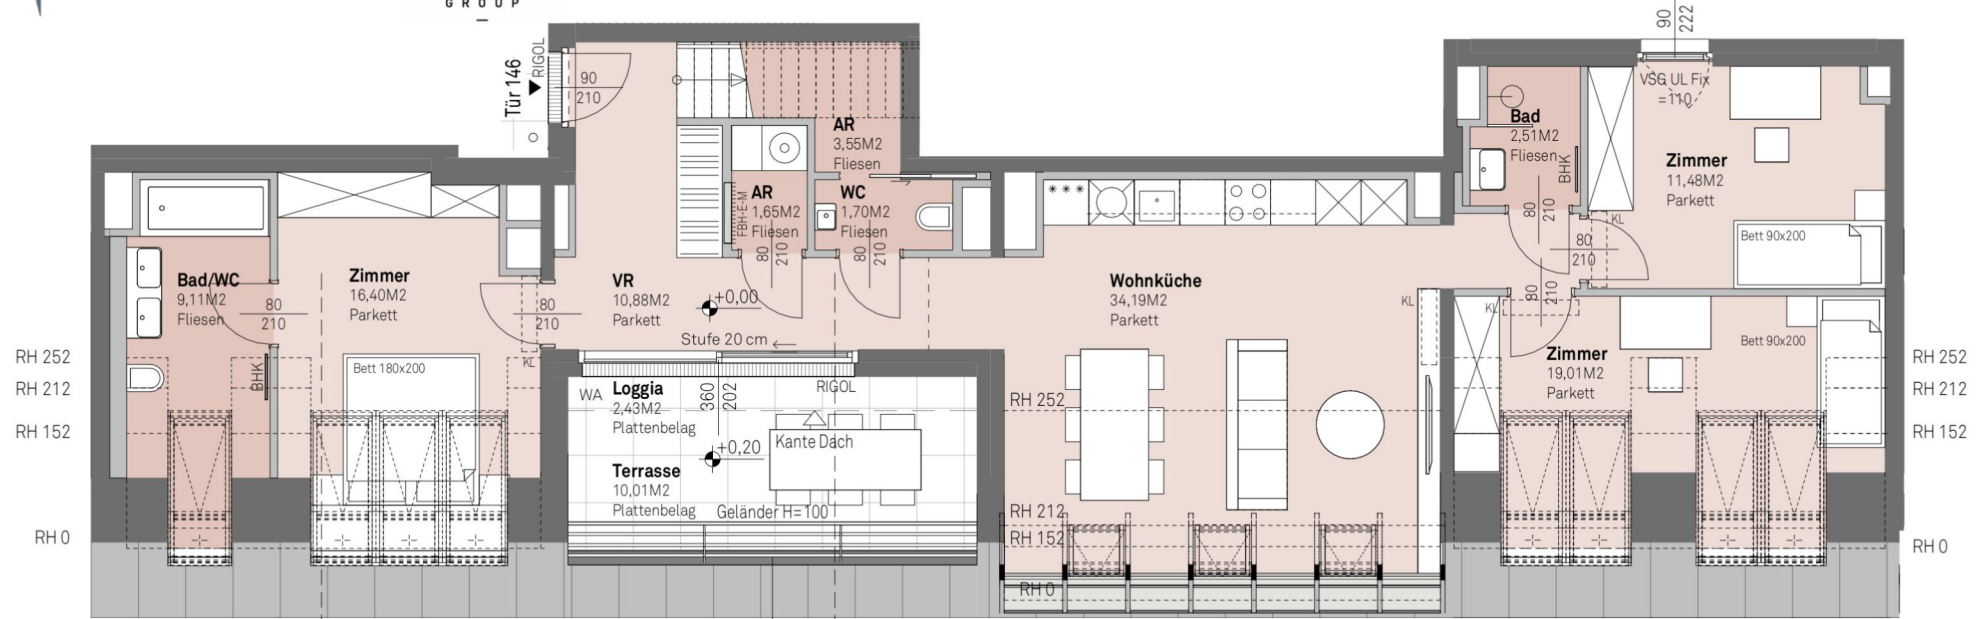 GROUP
Tür 146
RIGOL
90
210
90
222
VSG UL Fix
=110
AR
3,55M2
Fliesen
Bad
2,51M2
Fliesen
BHK
Zimmer
11,48M2
Parkett
AR
1,65M2
Fliesen
FBH-E-M
WC
1,70M2
Fliesen
80
210
80
210
80
210
KL
80
210
Bett 90x200
Bad/WC
9,11M2
Fliesen
80
210
Zimmer
16,40M2
Parkett
80
210
KL
VR
10,88M2
Parkett
+0,00
Stufe 20 cm
Wohnküche
34,19M2
Parkett
KL
KL
80
210
Zimmer
19,01M2
Parkett
Bett 90x200
RH 252
RH 212
RH 152
RH 0
BHK
Bett 180x200
WA
Loggia
2,43M2
Plattenbelag
360
202
RIGOL
Kante Dach
+0,20
Terrasse
10,01M2
Plattenbelag
Geländer H=100
RH 252
RH 212
RH 152
RH 0
RH 252
RH 212
RH 152
RH 0